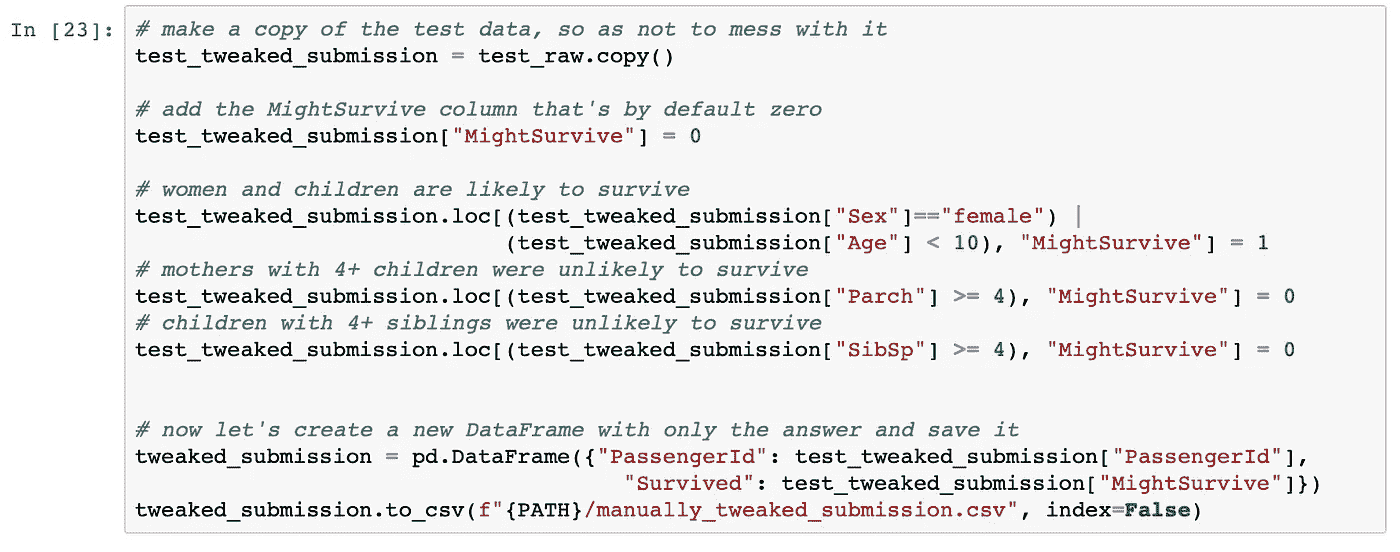 In [23]: # make a copy of the test data, so as not to mess with it
test_tweaked_submission = test_raw.copy()
# add the MightSurvive column that's by default zero
test_tweaked_submission["MightSurvive"] = 0
# women and children are likely to survive
test_tweaked_submission.loc[(test_tweaked_submission["Sex"]=="female") |
(test_tweaked_submission["Age"] < 10), "MightSurvive"] = 1
# mothers with 4+ children were unlikely to survive
test_tweaked_submission.loc[(test_tweaked_submission["Parch"] >= 4), "MightSurvive"] = 0
# children with 4+ siblings were unlikely to survive
test_tweaked_submission.loc[(test_tweaked_submission["SibSp"] >= 4), "MightSurvive"] = 0
# now let's create a new DataFrame with only the answer and save it
tweaked_submission = pd.DataFrame({"PassengerId": test_tweaked_submission["PassengerId"],
"Survived": test_tweaked_submission["MightSurvive"]})
tweaked_submission.to_csv(f"{PATH}/manually_tweaked_submission.csv", index=False)